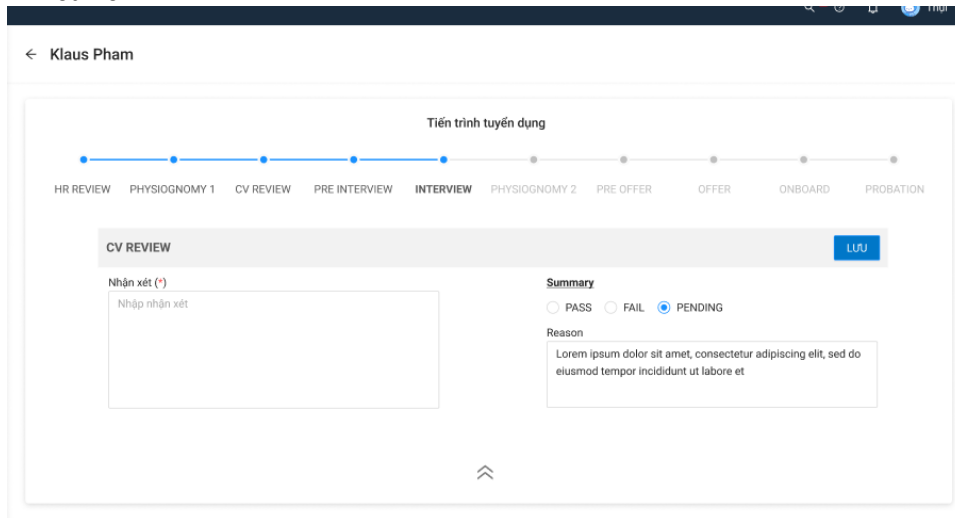 Klaus Pham
Tiến trình tuyển dụng
HR REVIEW PHYSIOGNOMY 1 CV REVIEW PRE INTERVIEW INTERVIEW PHYSIOGNOMY 2 PRE OFFER OFFER ONBOARD PROBATION
CV REVIEW LƯU
Nhận xét (*) Summary
Nhập nhận xét
PASS FAIL PENDING
Reason
Lorem ipsum dolor sit amet, consectetur adipiscing elit, sed do
eiusmod tempor incididunt ut labore et